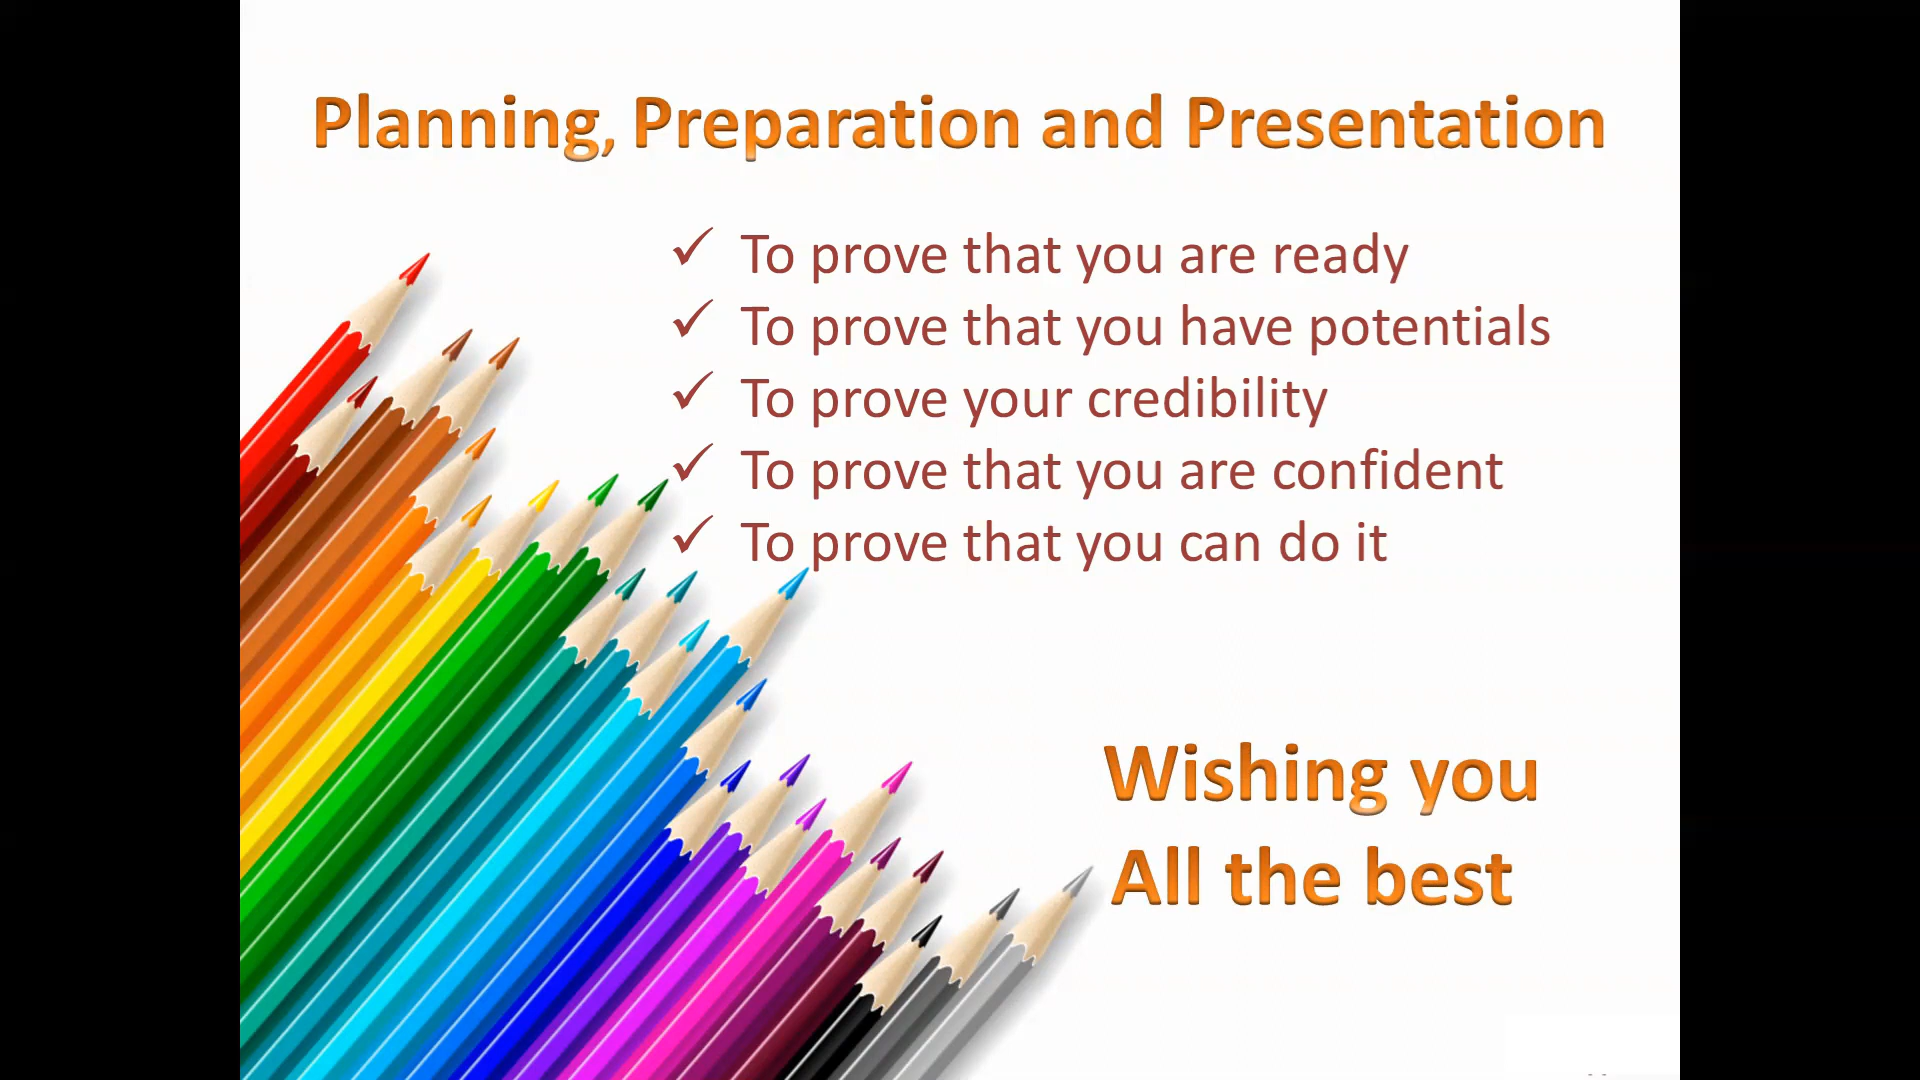 Planning, Preparation and Presentation
✓ To prove that you are ready
✓ To prove that you have potentials
✓ To prove your credibility
✓ To prove that you are confident
✓ To prove that you can do it
Wishing you
All the best